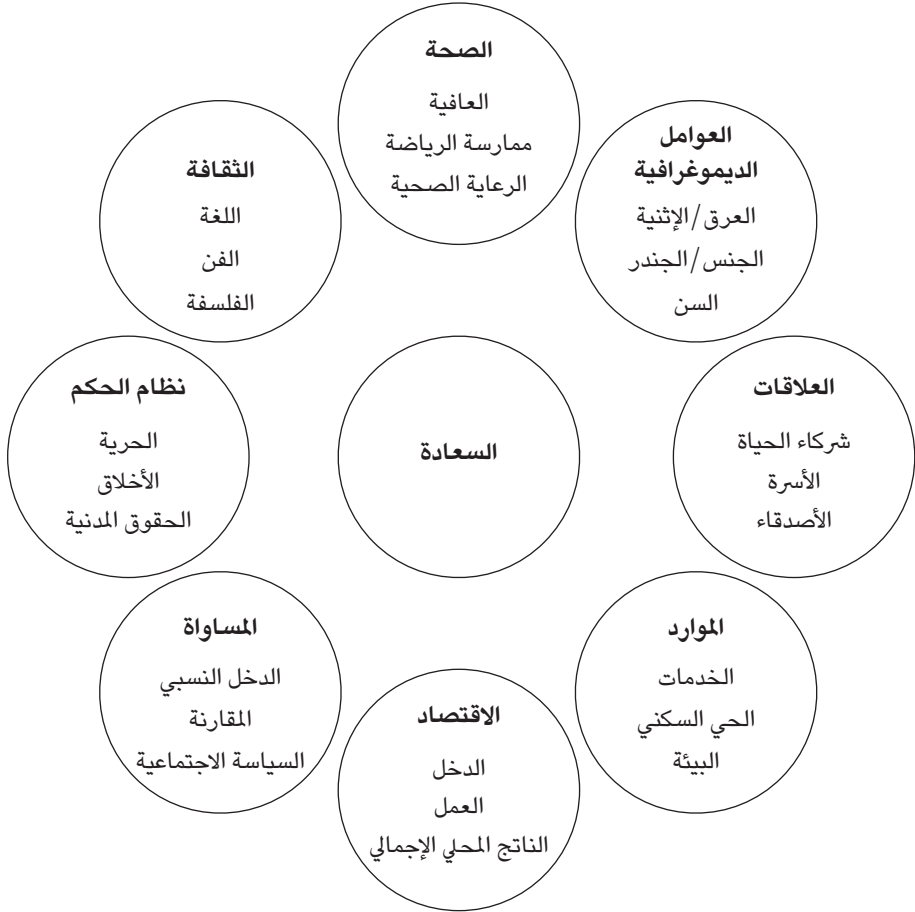 الصحة
العافية
ممارسة الرياضة
الرعاية الصحية
العوامل
الديموغرافية
العرق/الإثنية
الجنس/الجندر
السن
الثقافة
اللغة
الفن
الفلسفة
العلاقات
شركاء الحياة
الأسرة
الأصدقاء
السعادة
نظام الحكم
الحرية
الأخلاق
الحقوق المدنية
الموارد
الخدمات
الحي السكني
البيئة
المساواة
الدخل النسبي
المقارنة
السياسة الاجتماعية
الاقتصاد
الدخل
العمل
الناتج المحلي الإجمالي